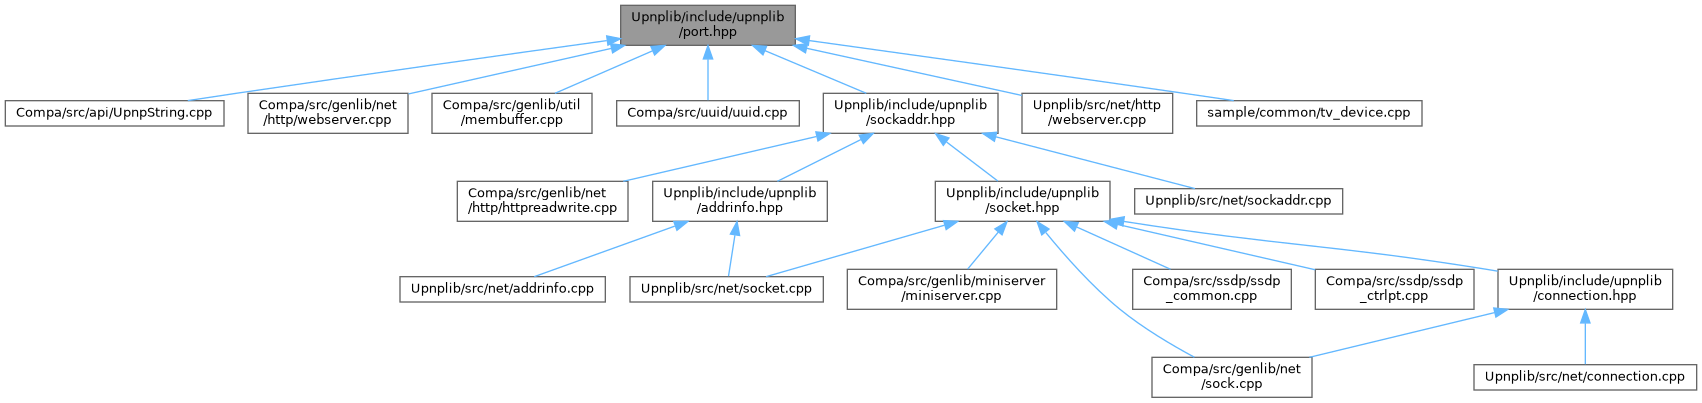 Upnplib/include/upnplib
/port.hpp
Compa/src/api/UpnpString.cpp
Compa/src/genlib/net
/http/webserver.cpp
Compa/src/genlib/util
/membuffer.cpp
Compa/src/uuid/uuid.cpp
Upnplib/include/upnplib
/sockaddr.hpp
Upnplib/src/net/http
/webserver.cpp
sample/common/tv_device.cpp
Compa/src/genlib/net
/http/httpreadwrite.cpp
Upnplib/include/upnplib
/addrinfo.hpp
Upnplib/include/upnplib
/socket.hpp
Upnplib/src/net/sockaddr.cpp
Upnplib/src/net/addrinfo.cpp
Upnplib/src/net/socket.cpp
Compa/src/genlib/miniserver
/miniserver.cpp
Compa/src/ssdp/ssdp
_common.cpp
Compa/src/ssdp/ssdp
_ctrlpt.cpp
Upnplib/include/upnplib
/connection.hpp
Compa/src/genlib/net
/sock.cpp
Upnplib/src/net/connection.cpp